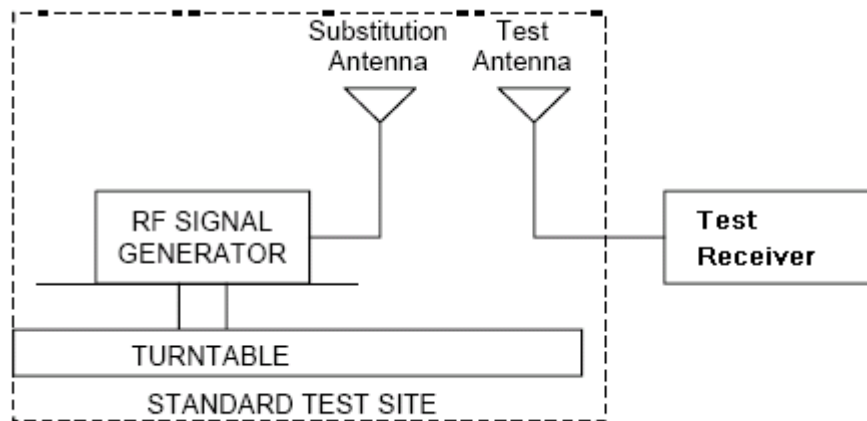 Substitution
Antenna
Test
Antenna
RF SIGNAL
GENERATOR
Test
Receiver
TURNTABLE
STANDARD TEST SITE